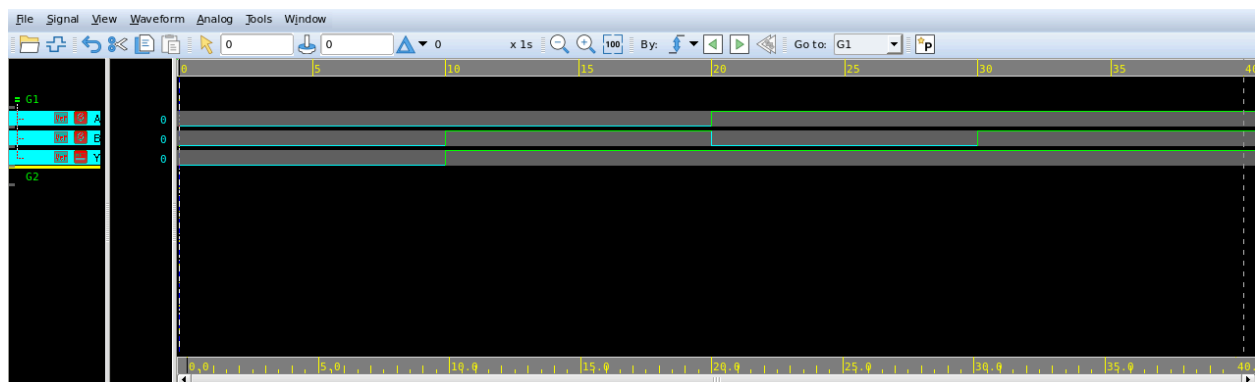 File Signal View Waveform Analog Tools Window
0 0 0 x 1s 100 By: Go to: G1 P
0 5 10 15 20 25 30 35 40
G1
A 0
B 0
Y 0
G2
0.0 5.0 10.0 15.0 20.0 25.0 30.0 35.0 40.